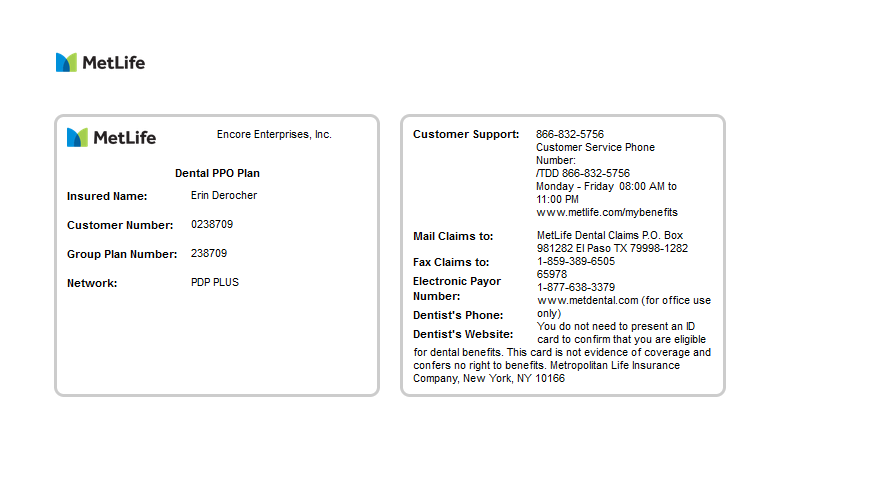 MetLife
MetLife
Encore Enterprises, Inc.
Dental PPO Plan
Insured Name: Erin Derocher
Customer Number: 0238709
Group Plan Number: 238709
Network: PDP PLUS
Customer Support: 866-832-5756
Customer Service Phone
Number:
/TDD 866-832-5756
Monday - Friday 08:00 AM to
11:00 PM
www.metlife.com/mybenefits
Mail Claims to: MetLife Dental Claims P.O. Box
981282 El Paso TX 79998-1282
Fax Claims to: 1-859-389-6505
65978
Electronic Payor
Number:
1-877-638-3379
www.metdental.com (for office use
only)
Dentist's Phone:
You do not need to present an ID
Dentist's Website:
card to confirm that you are eligible
for dental benefits. This card is not evidence of coverage and
confers no right to benefits. Metropolitan Life Insurance
Company, New York, NY 10166